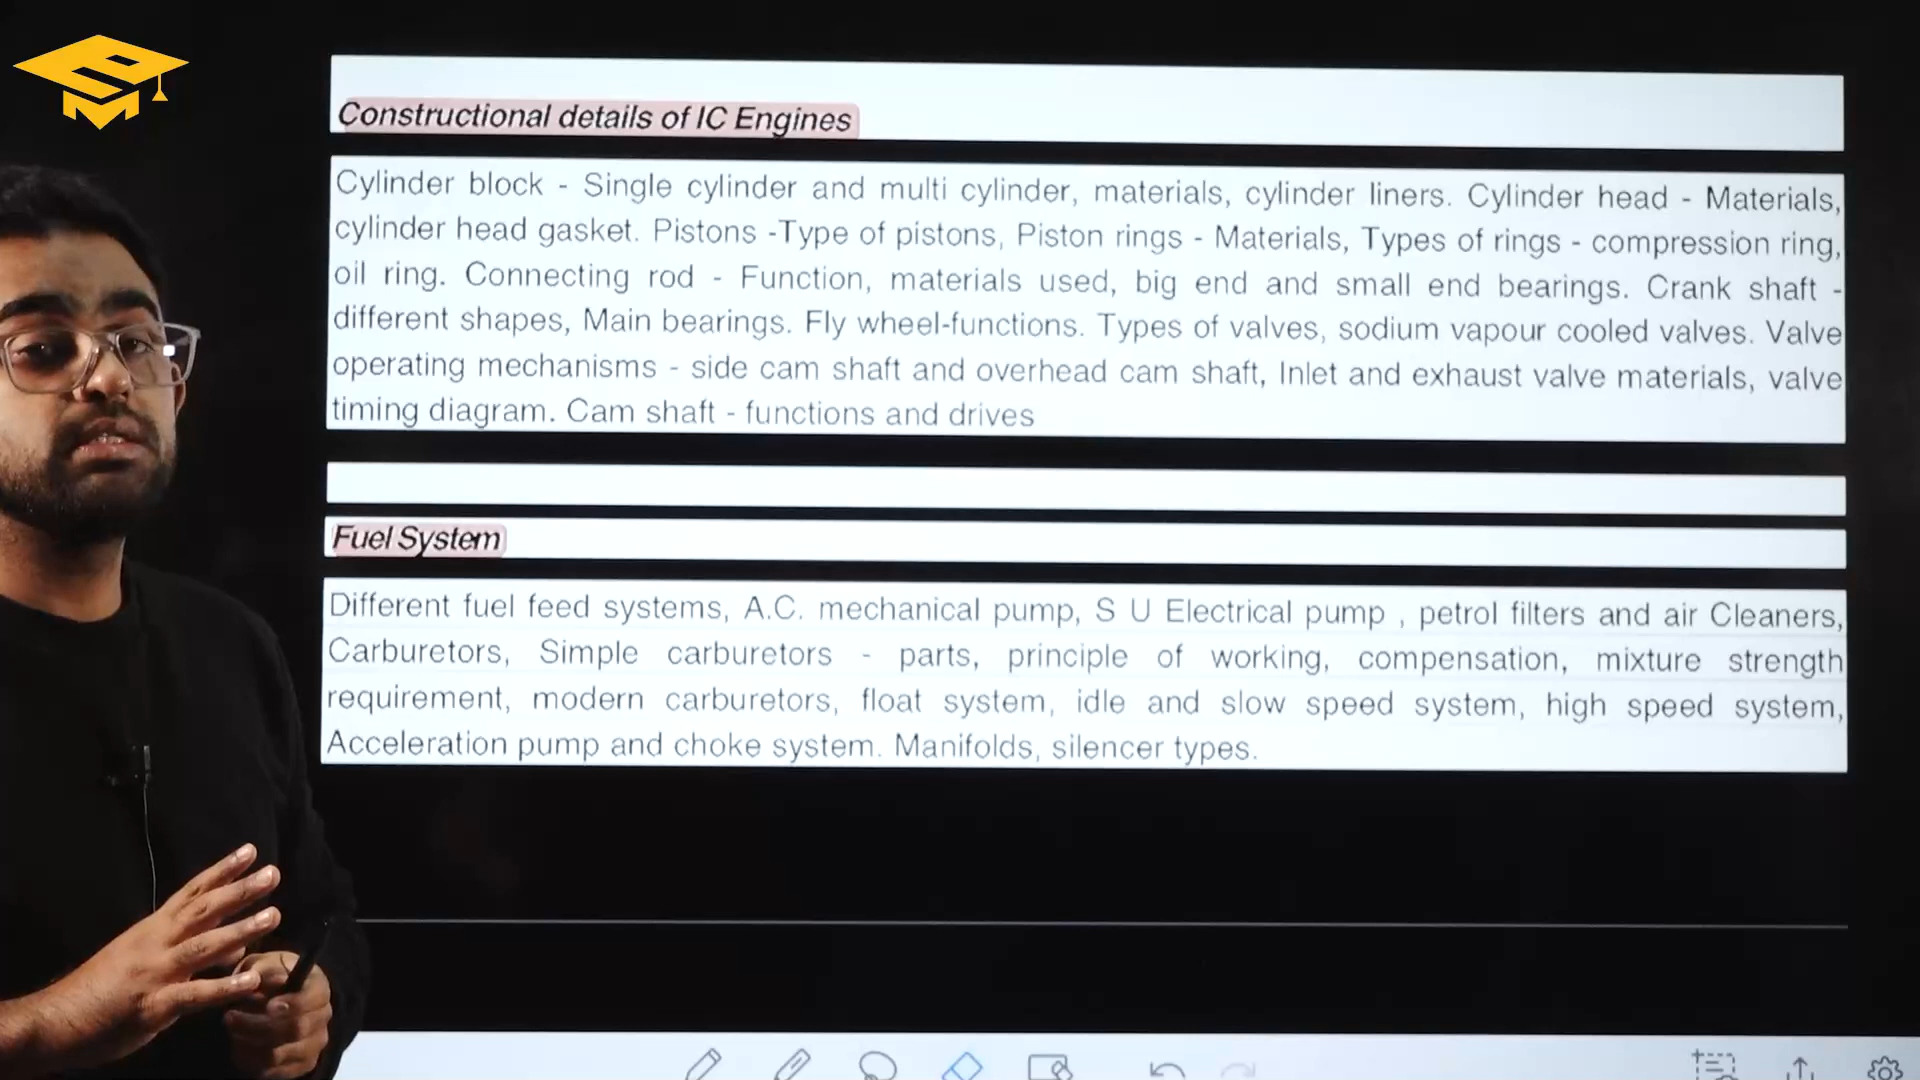 Constructional details of IC Engines
Cylinder block - Single cylinder and multi cylinder, materials, cylinder liners. Cylinder head - Materials,
cylinder head gasket. Pistons -Type of pistons, Piston rings - Materials, Types of rings - compression ring,
oil ring. Connecting rod - Function, materials used, big end and small end bearings. Crank shaft -
different shapes, Main bearings. Fly wheel-functions. Types of valves, sodium vapour cooled valves. Valve
operating mechanisms - side cam shaft and overhead cam shaft, Inlet and exhaust valve materials, valve
timing diagram. Cam shaft - functions and drives
Fuel System
Different fuel feed systems, A.C. mechanical pump, S U Electrical pump , petrol filters and air Cleaners,
Carburetors, Simple carburetors - parts, principle of working, compensation, mixture strength
requirement, modern carburetors, float system, idle and slow speed system, high speed system,
Acceleration pump and choke system. Manifolds, silencer types.